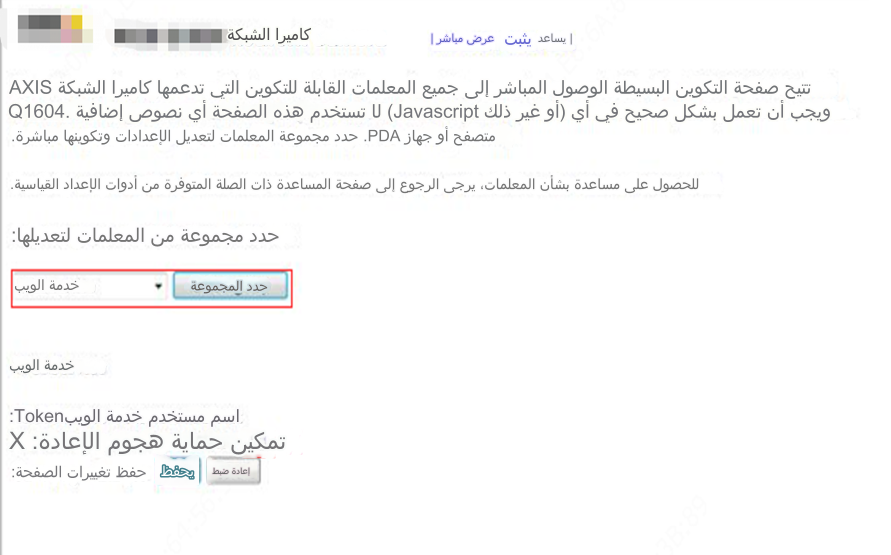 كاميرا الشبكة
| يساعد يثبت عرض مباشر |
تتيح صفحة التكوين البسيطة الوصول المباشر إلى جميع المعلمات القابلة للتكوين التي تدعمها كاميرا الشبكة AXIS
Q1604. لا تستخدم هذه الصفحة أي نصوص إضافية (Javascript أو غير ذلك) ويجب أن تعمل بشكل صحيح في أي
متصفح أو جهاز PDA. حدد مجموعة المعلمات لتعديل الإعدادات وتكوينها مباشرة.
للحصول على مساعدة بشأن المعلمات، يرجى الرجوع إلى صفحة المساعدة ذات الصلة المتوفرة من أدوات الإعداد القياسية.
حدد مجموعة من المعلمات لتعديلها:
خدمة الويب حدد المجموعة
خدمة الويب
اسم مستخدم خدمة الويبToken:
تمكين حماية هجوم الإعادة: X
حفظ تغييرات الصفحة: يحفظ إعادة ضبط